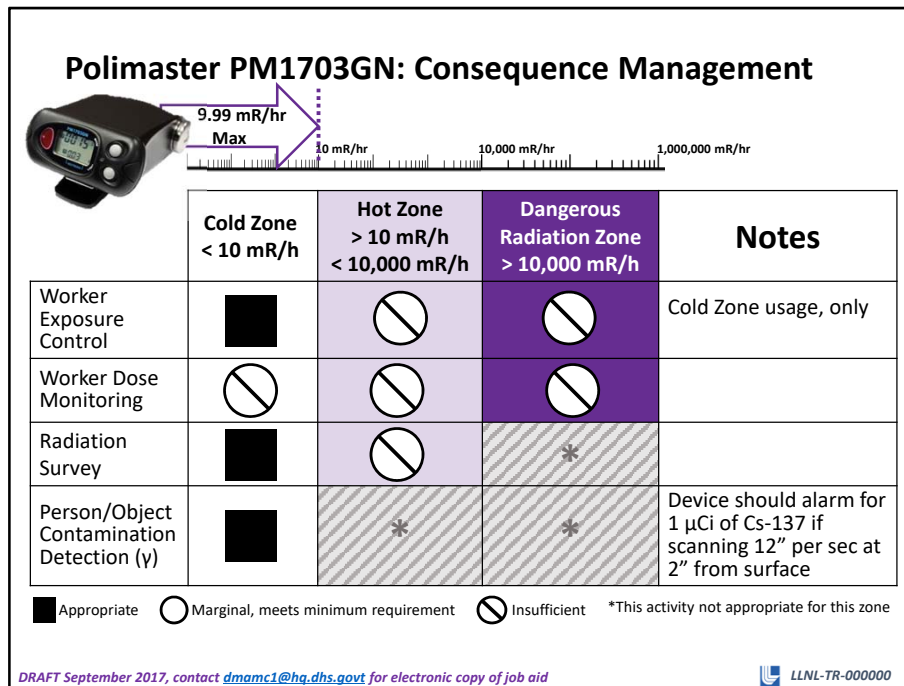 Polimaster PM1703GN: Consequence Management
9.99 mR/hr
Max
10 mR/hr
10,000 mR/hr
1,000,000 mR/hr
Cold Zone
< 10 mR/h
Hot Zone
> 10 mR/h
< 10,000 mR/h
Dangerous
Radiation Zone
> 10,000 mR/h
Notes
Worker
Exposure
Control
Cold Zone usage, only
Worker Dose
Monitoring
Radiation
Survey
*
Person/Object
Contamination
Detection (γ)
*
*
Device should alarm for
1 µCi of Cs-137 if
scanning 12” per sec at
2” from surface
Appropriate
Marginal, meets minimum requirement
Insufficient
*This activity not appropriate for this zone
DRAFT September 2017, contact dmamc1@hq.dhs.govt for electronic copy of job aid
LLNL-TR-000000